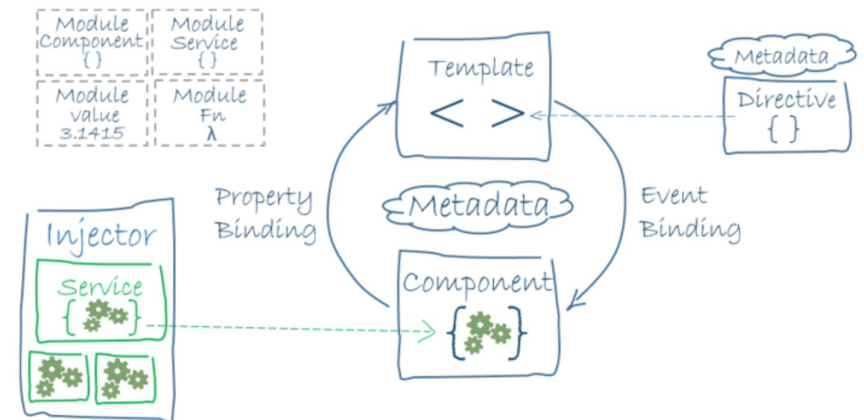 Module
Component
{ }
Module
Service
{ }
Module
value
3.1415
Module
Fn
λ
Template
< >
Metadata
Directive
{ }
Property
Binding
Metadata
Event
Binding
Injector
Service
{ }
Component
{ }